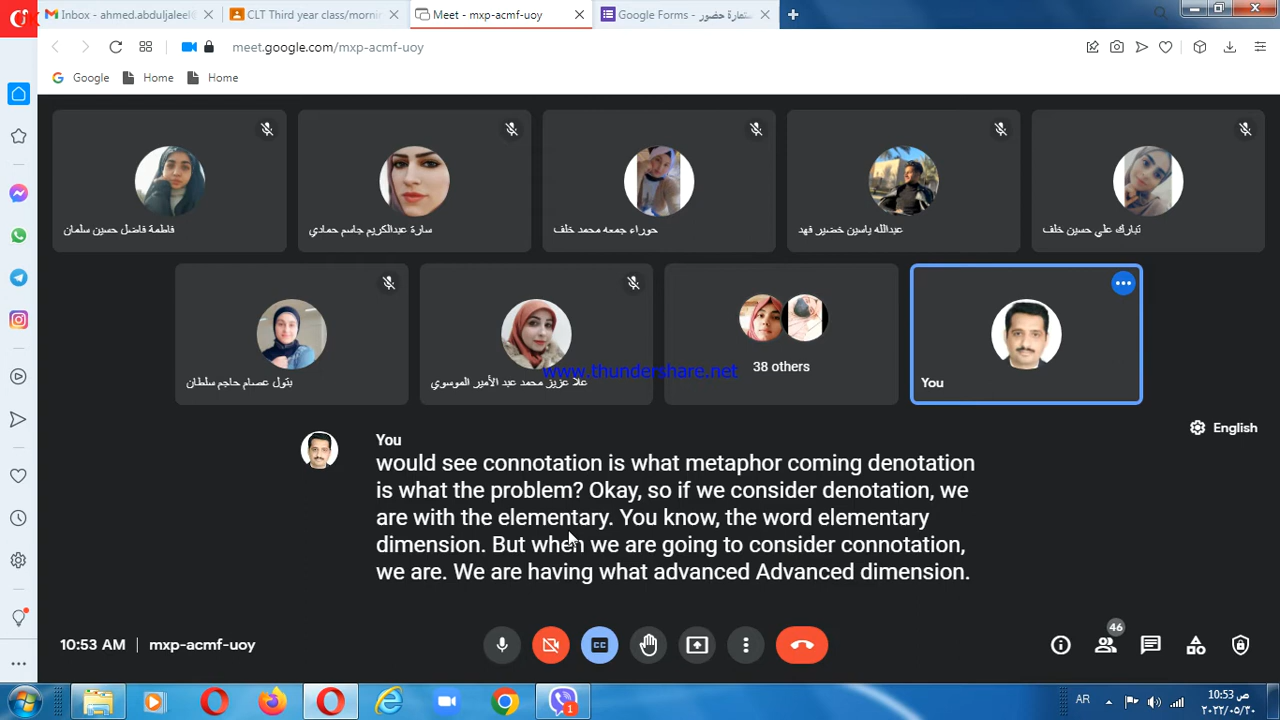 Inbox - ahmed.abduljaleel
CLT Third year class/mornin
Meet - mxp-acmf-uoy
Google Forms - استمارة حضور
meet.google.com/mxp-acmf-uoy
Google
Home
Home
فاطمة فاضل حسين سلمان
سارة عبدالكريم جاسم حمادي
حوراء جمعه محمد خلف
عبدالله ياسين خضير فهد
تبارك علي حسين خلف
بتول عصام حاجم سلطان
علا عزيز محمد عبد الأمير الموسوي
38 others
You
www.thundershare.net
English
You
would see connotation is what metaphor coming denotation
is what the problem? Okay, so if we consider denotation, we
are with the elementary. You know, the word elementary
dimension. But when we are going to consider connotation,
we are. We are having what advanced Advanced dimension.
10:53 AM | mxp-acmf-uoy
46
CC
1
AR
10:53 ص
٢٠٢٢/٠٥/٣٠